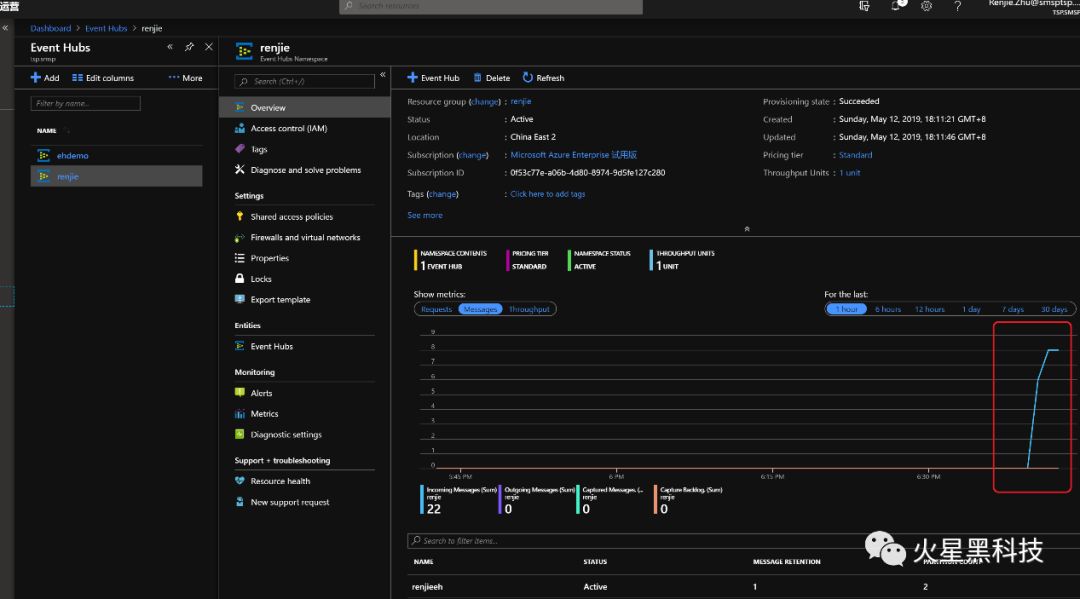 运营
Search resources
Renjie.Zhu@smsptsp....
TSP.SMSP
Dashboard > Event Hubs > renjie
Event Hubs
tsp.smsp
Add Edit columns ··· More
Filter by name...
NAME
ehdemo
renjie
renjie
Event Hubs Namespace
Search (Ctrl+/)
Overview
Access control (IAM)
Tags
Diagnose and solve problems
Settings
Shared access policies
Firewalls and virtual networks
Properties
Locks
Export template
Entities
Event Hubs
Monitoring
Alerts
Metrics
Diagnostic settings
Support + troubleshooting
Resource health
New support request
Event Hub Delete Refresh
Resource group (change) : renjie
Status : Active
Location : China East 2
Subscription (change) : Microsoft Azure Enterprise 试用版
Subscription ID : 0f53c77e-a06b-4d80-8974-9d5fe127c280
Tags (change) : Click here to add tags
See more
Provisioning state : Succeeded
Created : Sunday, May 12, 2019, 18:11:21 GMT+8
Updated : Sunday, May 12, 2019, 18:11:46 GMT+8
Pricing tier : Standard
Throughput Units : 1 unit
NAMESPACE CONTENTS
1 EVENT HUB
PRICING TIER
STANDARD
NAMESPACE STATUS
ACTIVE
THROUGHPUT UNITS
1 UNIT
Show metrics:
Requests Messages Throughput
For the last:
1 hour 6 hours 12 hours 1 day 7 days 30 days
9
8
7
6
5
4
3
2
1
0
5:45 PM 6 PM 6:15 PM 6:30 PM
Incoming Messages (Sum)
renjie
22
Outgoing Messages (Sum)
renjie
0
Captured Messages. (...
renjie
0
Capture Backlog. (Sum)
renjie
0
Search to filter items...
NAME STATUS MESSAGE RETENTION PARTITION COUNT
renjieeh Active 1 2
火星黑科技